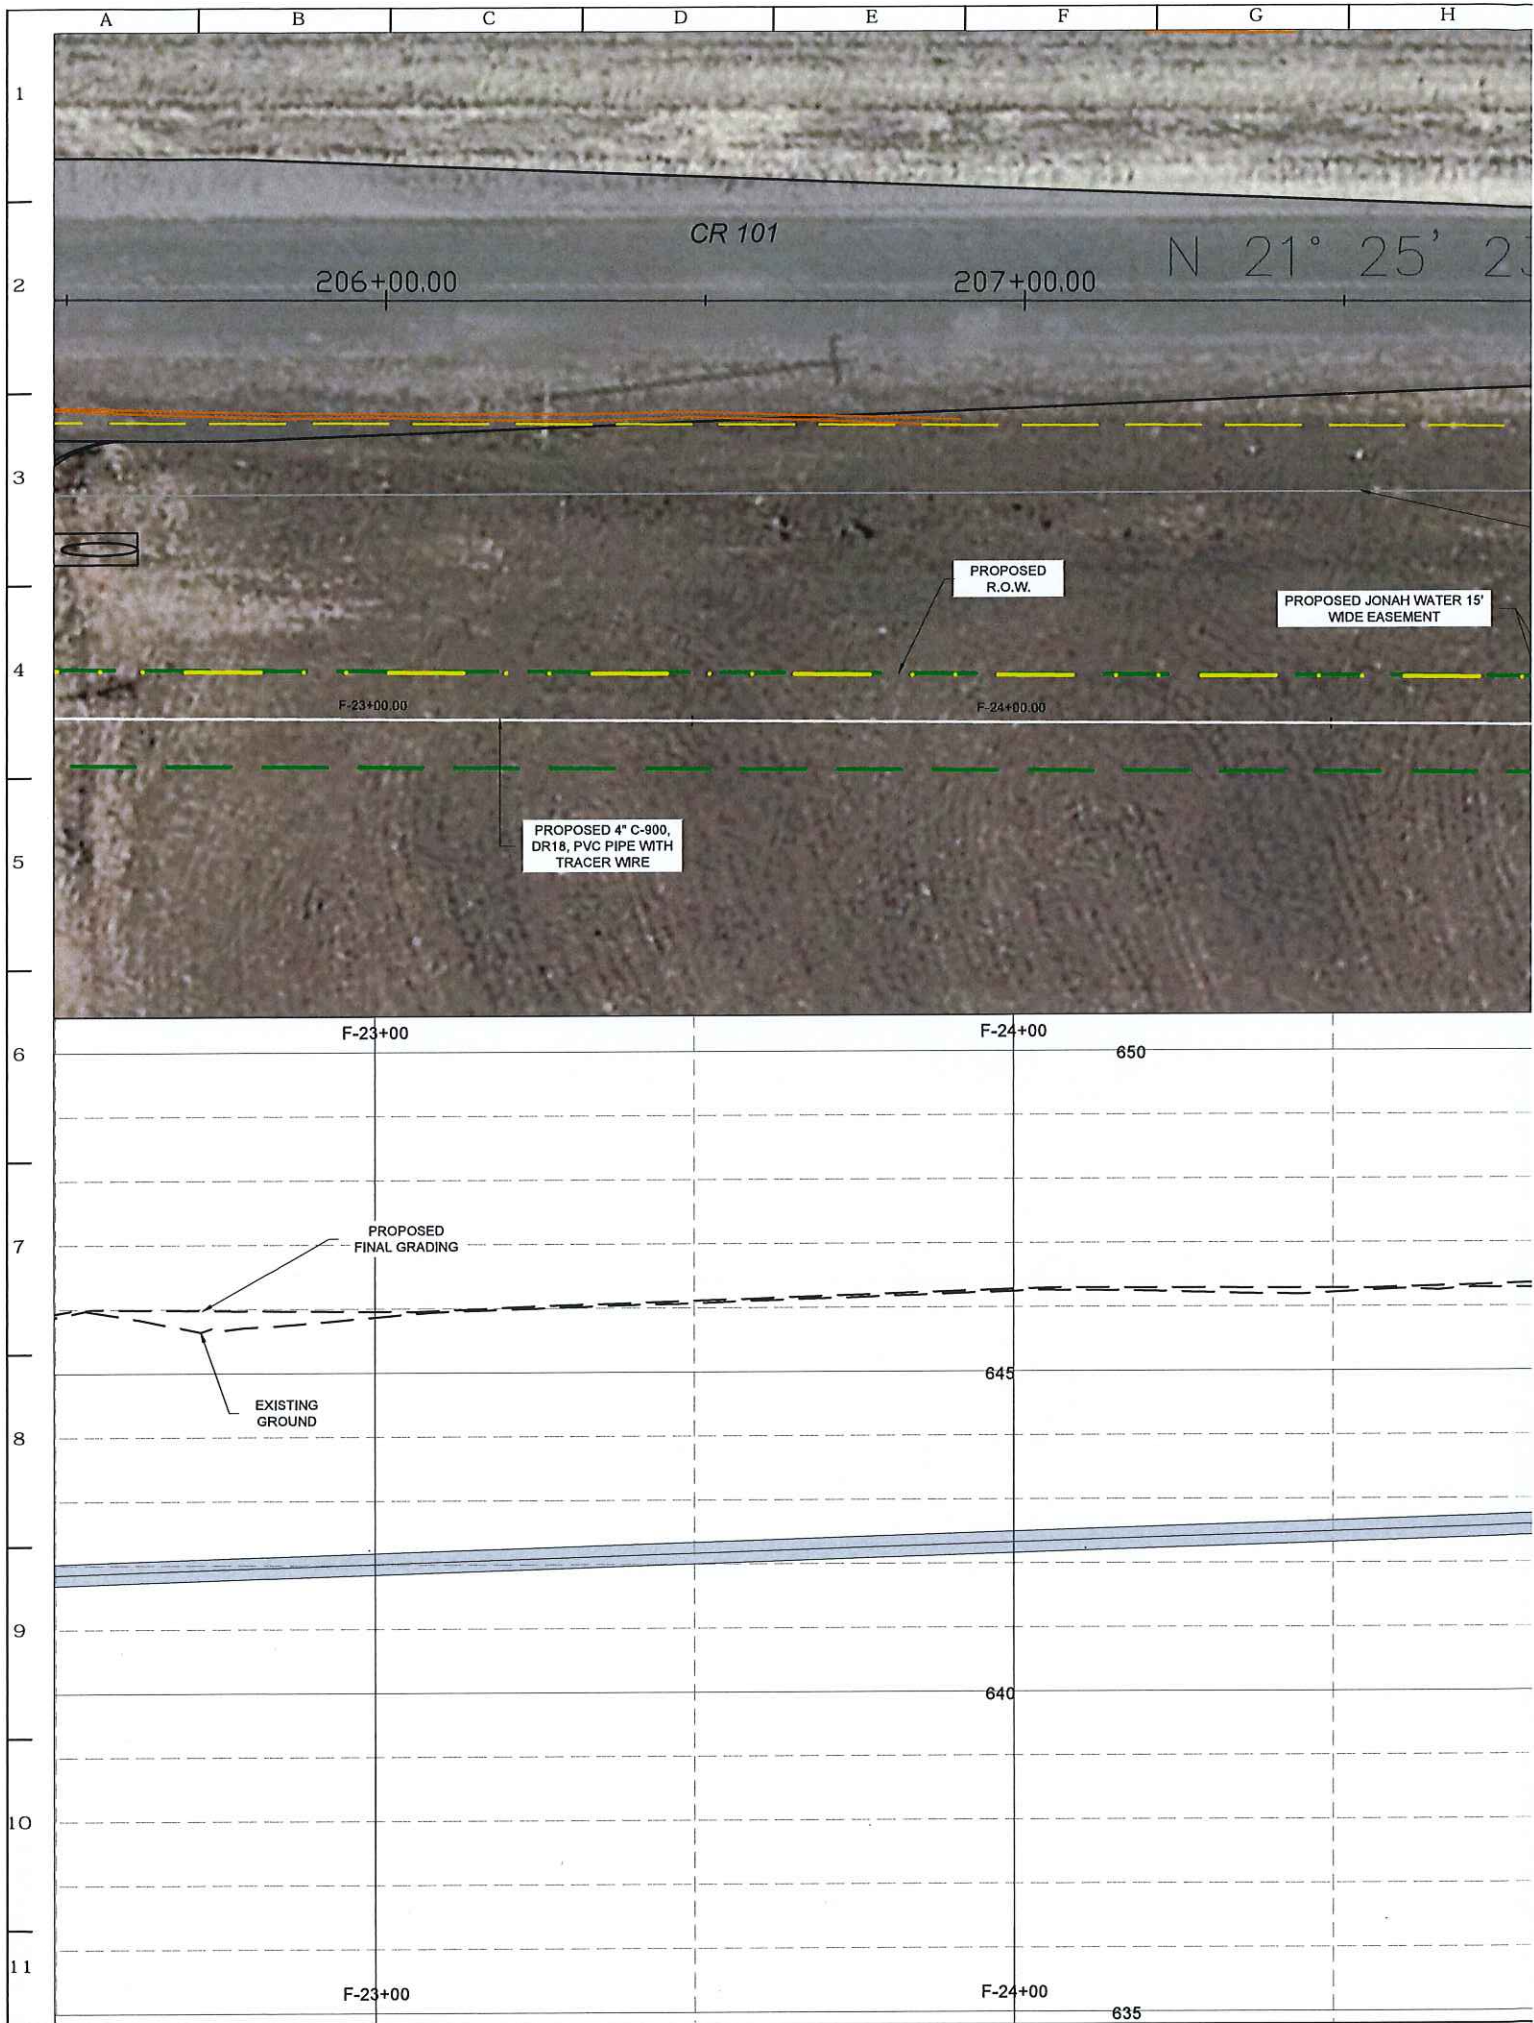 A B C D E F G H
1
CR 101
N 21° 25' 2
2
206+00.00 207+00.00
3
PROPOSED
R.O.W.
PROPOSED JONAH WATER 15'
WIDE EASEMENT
4
F-23+00.00 F-24+00.00
PROPOSED 4" C-900,
DR18, PVC PIPE WITH
TRACER WIRE
5
F-23+00 F-24+00
6
650
PROPOSED
FINAL GRADING
7
645
EXISTING
GROUND
8
9
640
10
11
F-23+00 F-24+00
635